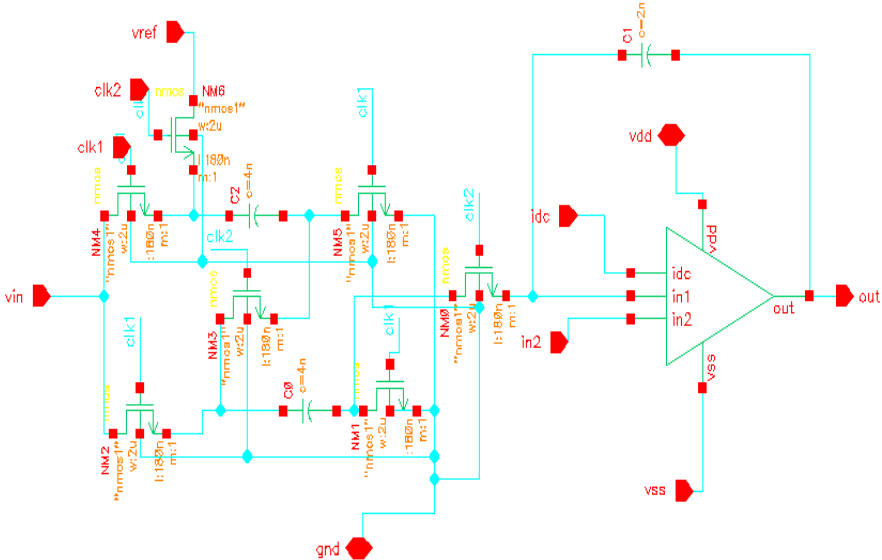 vref
clk2
nmos
NM6
"nmos1"
w:2u
l:180n
m:1
clk1
clk1
nmos
NM4
"nmos1"
w:2u
:180n
m:1
C2
c=4n
nmos
NM5
"nmos1"
w:2u
l:180n
m:1
clk2
nmos
NM3
"nmos1"
w:2u
l:180n
m:1
clk2
nmos
NM0
"nmos1"
w:2u
l:180n
m:1
vin
clk1
nmos
NM2
"nmos1"
w:2u
l:180n
m:1
C0
c=4n
clk1
nmos
NM1
"nmos1"
w:2u
:180n
m:1
gnd
C1
c=2n
vdd
vdd
idc
idc
in1
in2
in2
out
out
vss
vss